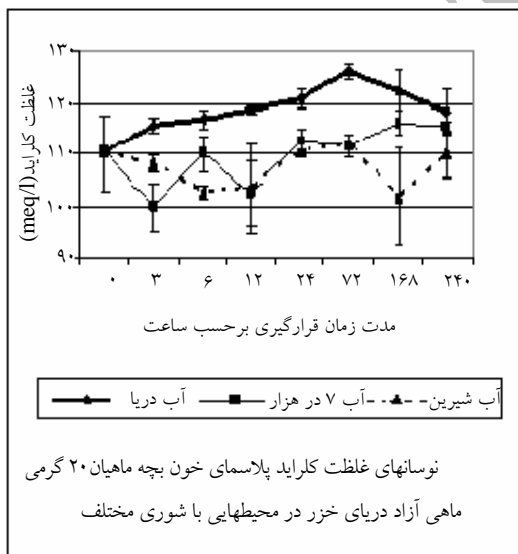 غلظت کلراید (meq/l)
۱۳۰
۱۲۰
۱۱۰
۱۰۰
۹۰
۰ ۳ ۶ ۱۲ ۲۴ ۷۲ ۱۶۸ ۲۴۰
مدت زمان قرارگیری برحسب ساعت
آب شیرین آب ۷ در هزار آب دریا
نوسانهای غلظت کلراید پلاسمای خون بچه ماهیان ۲۰ گرمی
ماهی آزاد دریای خزر در محیطهایی با شوری مختلف